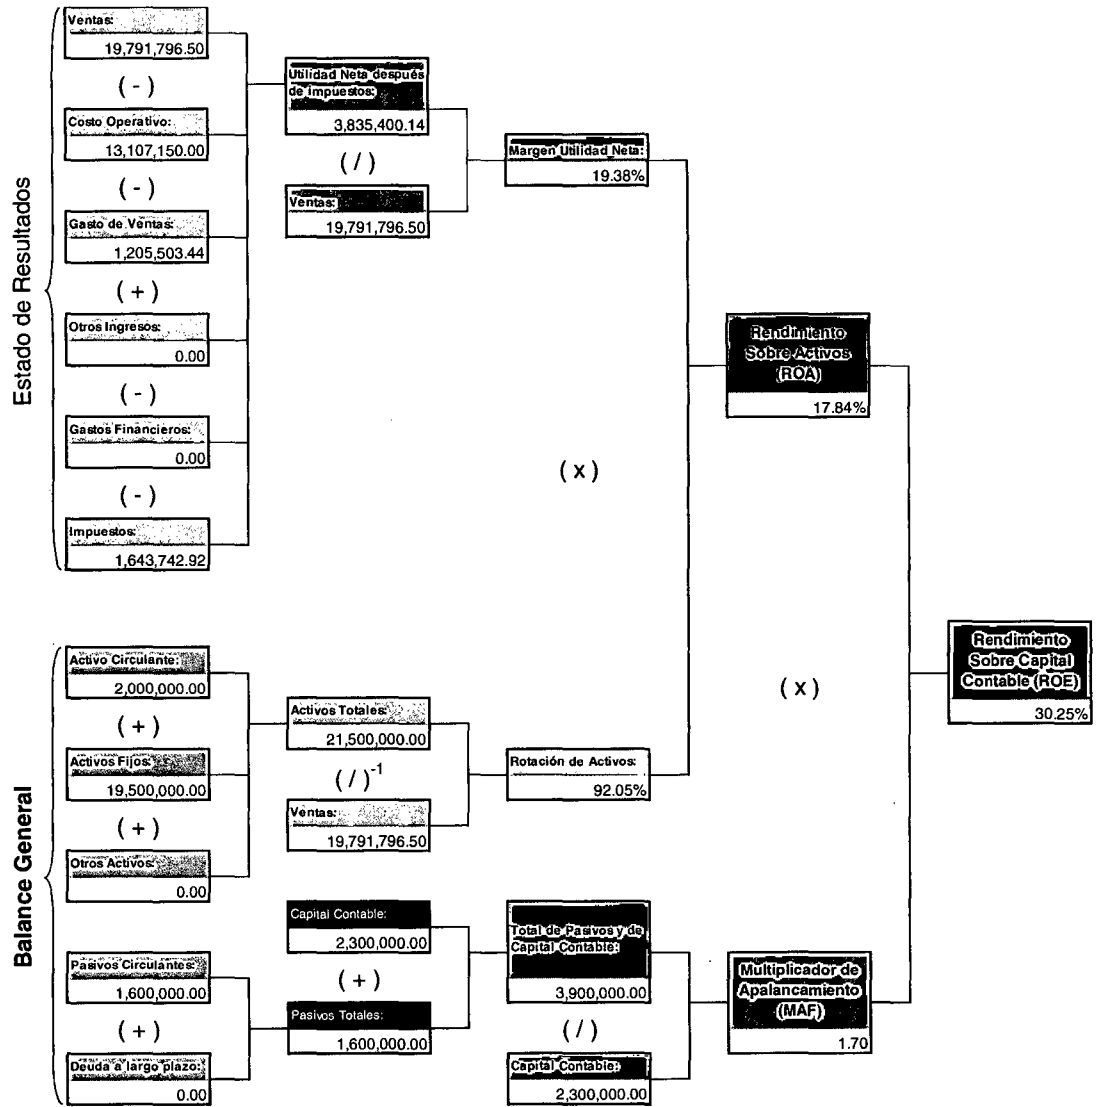 Estado de Resultados
Ventas:
19,791,796.50
( - )
Costo Operativo:
13,107,150.00
( - )
Gasto de Ventas:
1,205,503.44
( + )
Otros Ingresos:
0.00
( - )
Gastos Financieros:
0.00
( - )
Impuestos:
1,643,742.92
Utilidad Neta después
de impuestos:
3,835,400.14
( / )
Ventas:
19,791,796.50
Margen Utilidad Neta:
19.38%
( x )
Rendimiento
Sobre Activos
(ROA)
17.84%
Balance General
Activo Circulante:
2,000,000.00
( + )
Activos Fijos:
19,500,000.00
( + )
Otros Activos:
0.00
Pasivos Circulantes:
1,600,000.00
( + )
Deuda a largo plazo:
0.00
Activos Totales:
21,500,000.00
( / )-1
Ventas:
19,791,796.50
Rotación de Activos:
92.05%
Capital Contable:
2,300,000.00
( + )
Pasivos Totales:
1,600,000.00
Total de Pasivos y de
Capital Contable:
3,900,000.00
( / )
Capital Contable:
2,300,000.00
( x )
Multiplicador de
Apalancamiento
(MAF)
1.70
Rendimiento
Sobre Capital
Contable (ROE)
30.25%